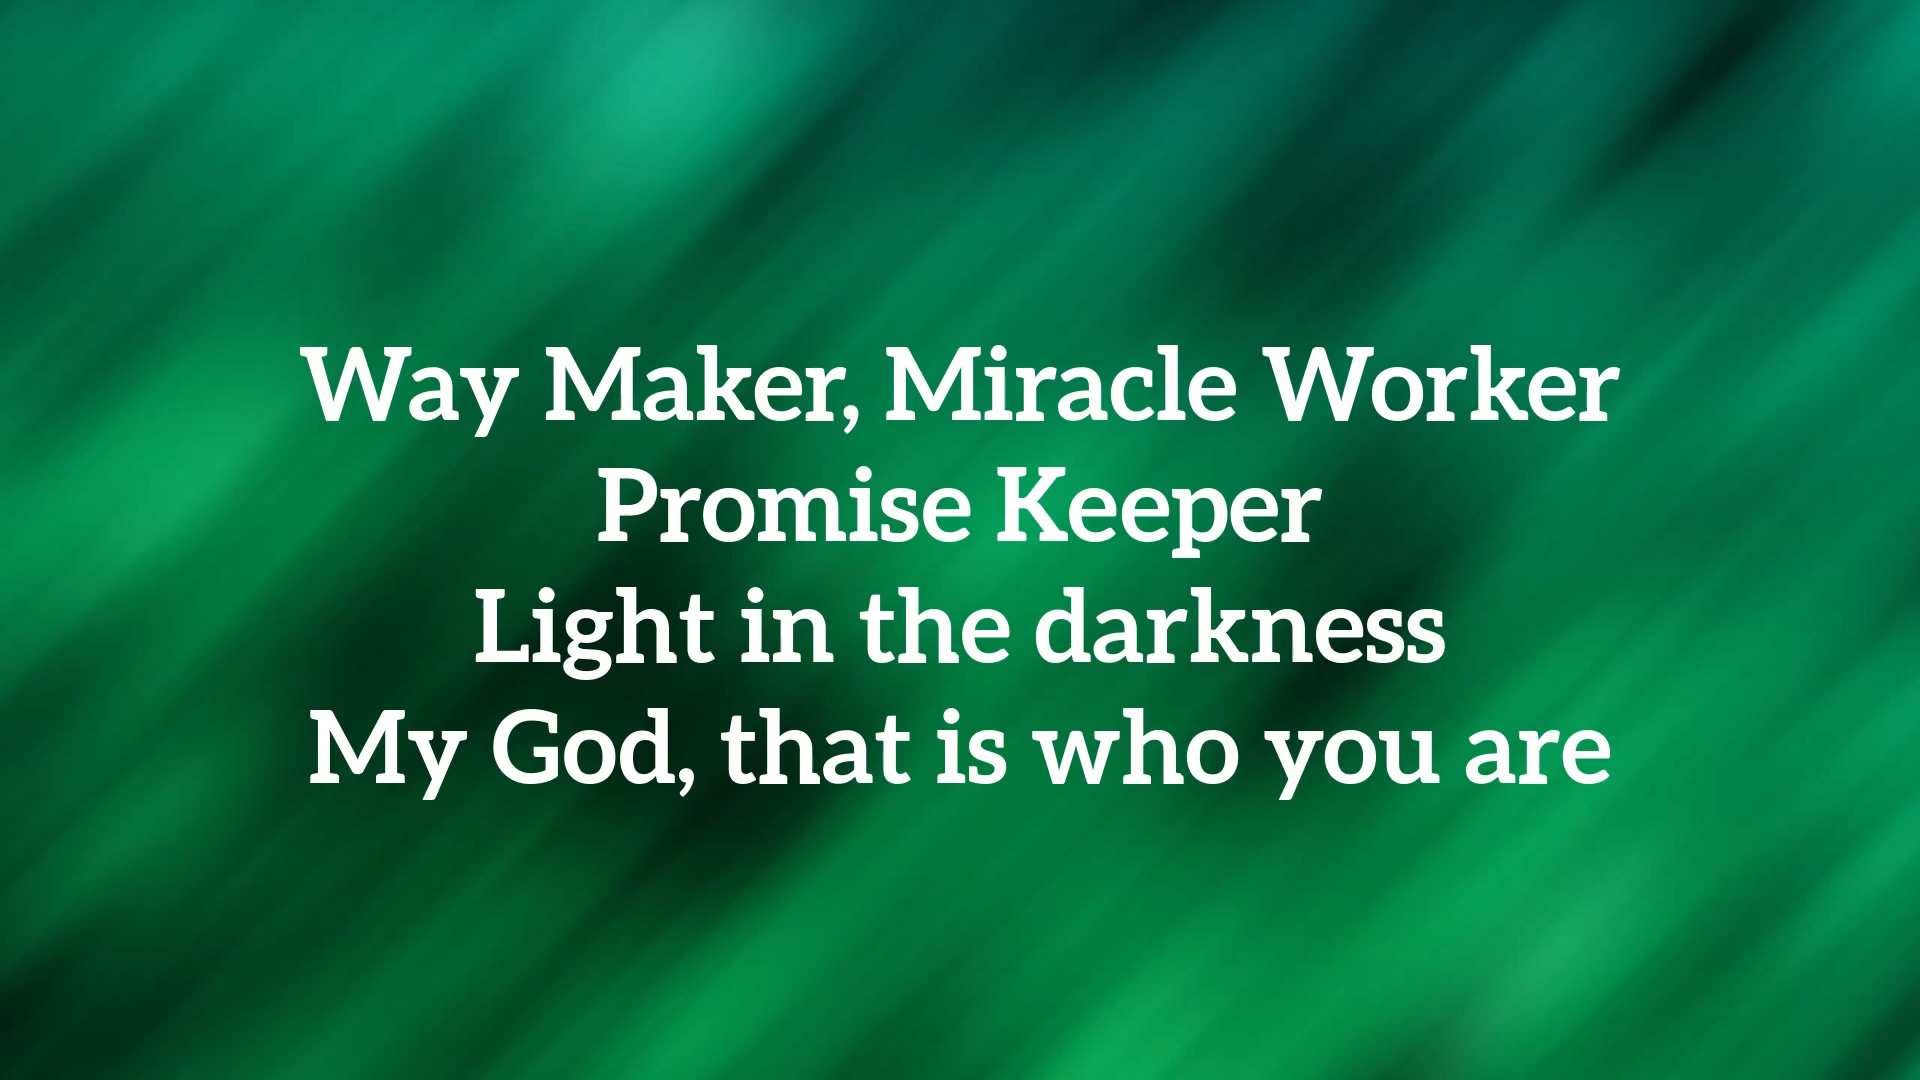 Way Maker, Miracle Worker
Promise Keeper
Light in the darkness
My God, that is who you are